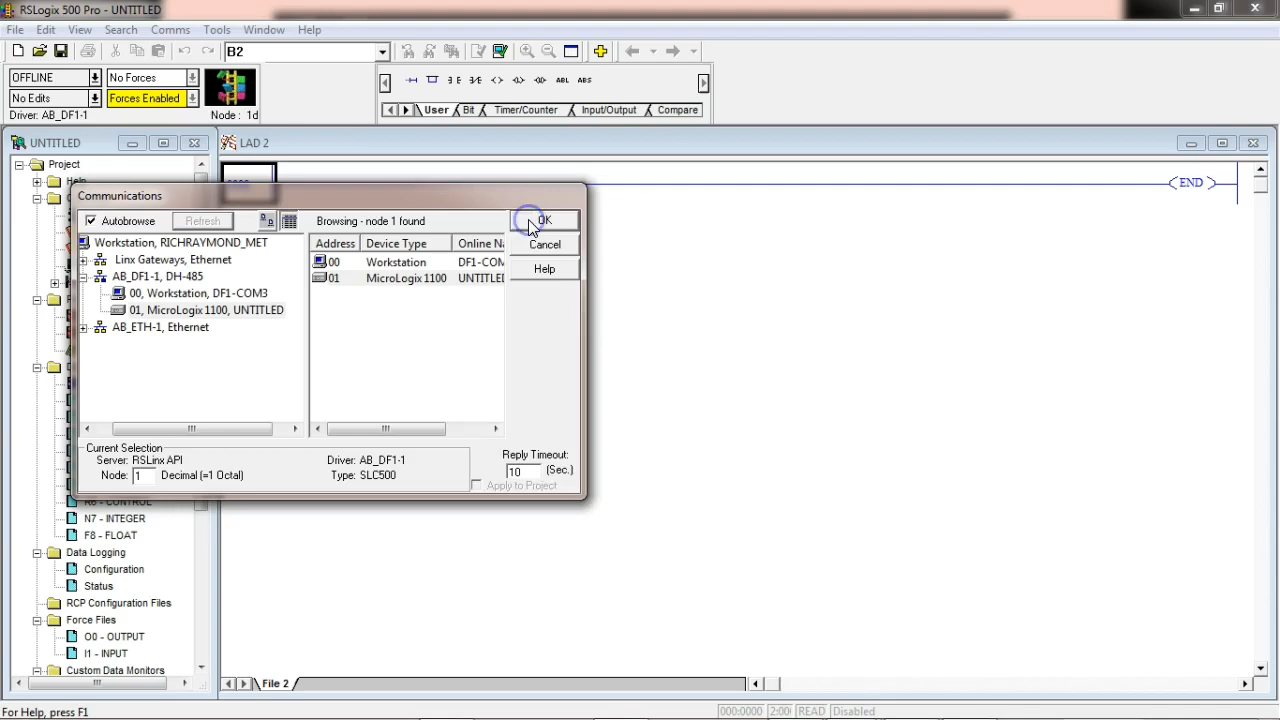 RSLogix 500 Pro - UNTITLED
File Edit View Search Comms Tools Window Help
B2
OFFLINE No Forces
No Edits Forces Enabled
Driver: AB_DF1-1 Node : 1d
ABL ABS
User Bit Timer/Counter Input/Output Compare
UNTITLED
Project
LAD 2
END
Communications
Autobrowse Refresh Browsing - node 1 found
OK
Cancel
Help
Workstation, RICHRAYMOND_MET
Linx Gateways, Ethernet
AB_DF1-1, DH-485
00, Workstation, DF1-COM3
01, MicroLogix 1100, UNTITLED
AB_ETH-1, Ethernet
Address Device Type Online Na
00 Workstation DF1-COM
01 MicroLogix 1100 UNTITLED
Current Selection
Server: RSLinx API Driver: AB_DF1-1
Node: 1 Decimal (=1 Octal) Type: SLC500
Reply Timeout:
10 (Sec.)
Apply to Project
R6 - CONTROL
N7 - INTEGER
F8 - FLOAT
Data Logging
Configuration
Status
RCP Configuration Files
Force Files
O0 - OUTPUT
I1 - INPUT
Custom Data Monitors
File 2
For Help, press F1
000:0000 2:00 READ Disabled